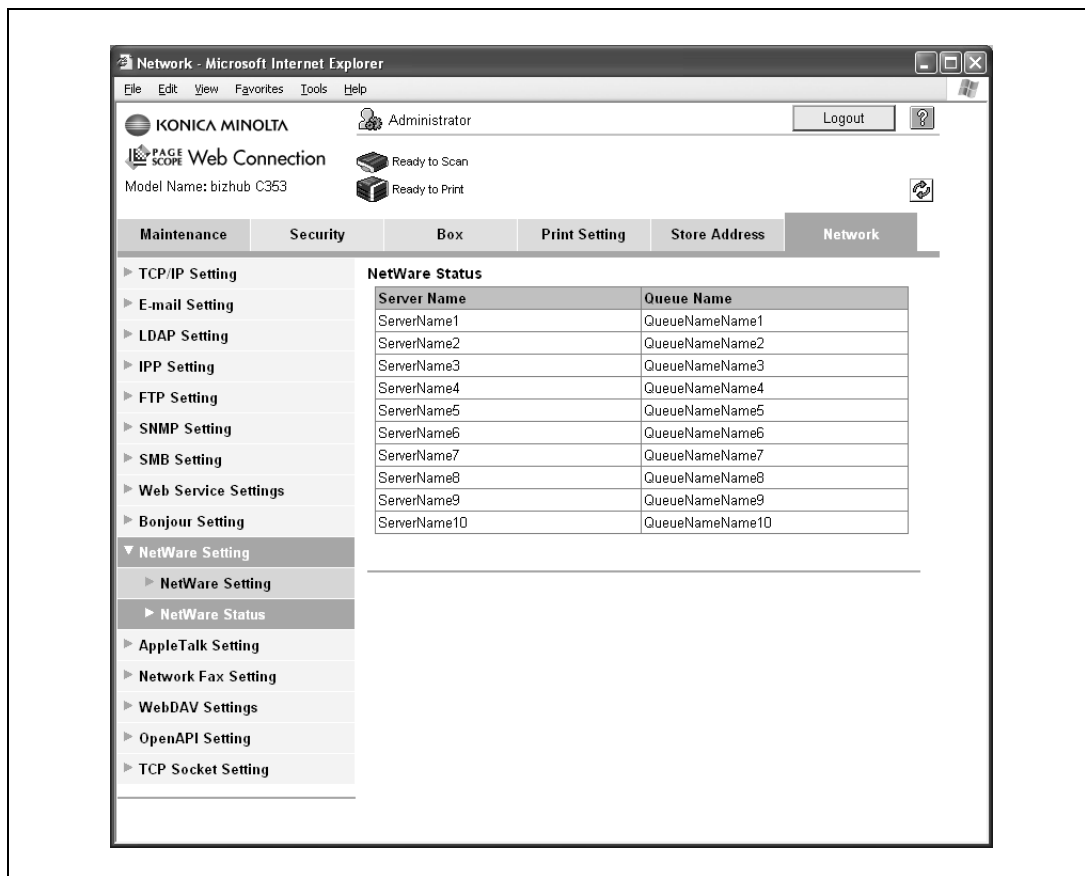 Network - Microsoft Internet Explorer
File Edit View Favorites Tools Help
KONICA MINOLTA
Administrator
Logout
?
PAGE SCOPE Web Connection
Ready to Scan
Model Name: bizhub C353
Ready to Print
Maintenance Security Box Print Setting Store Address Network
TCP/IP Setting
E-mail Setting
LDAP Setting
IPP Setting
FTP Setting
SNMP Setting
SMB Setting
Web Service Settings
Bonjour Setting
NetWare Setting
NetWare Setting
NetWare Status
AppleTalk Setting
Network Fax Setting
WebDAV Settings
OpenAPI Setting
TCP Socket Setting
NetWare Status
Server Name Queue Name
ServerName1 QueueNameName1
ServerName2 QueueNameName2
ServerName3 QueueNameName3
ServerName4 QueueNameName4
ServerName5 QueueNameName5
ServerName6 QueueNameName6
ServerName7 QueueNameName7
ServerName8 QueueNameName8
ServerName9 QueueNameName9
ServerName10 QueueNameName10